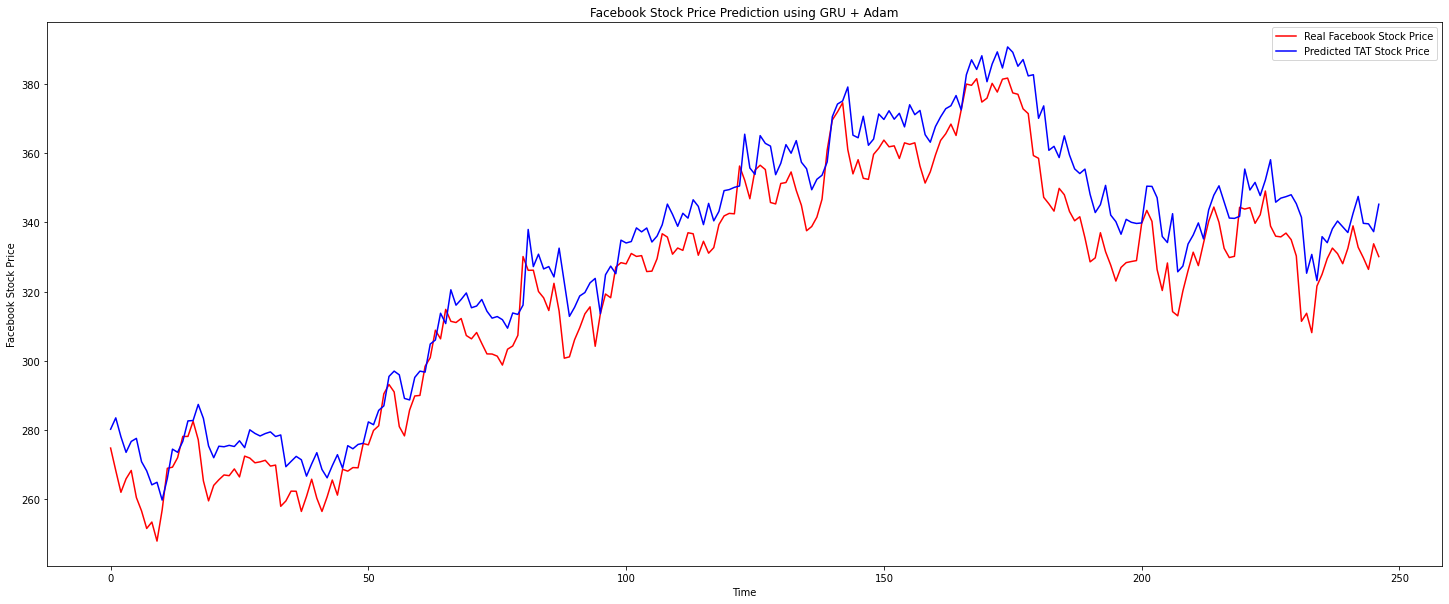 Facebook Stock Price Prediction using GRU + Adam
Real Facebook Stock Price
Predicted TAT Stock Price
Facebook Stock Price
380
360
340
320
300
280
260
0
50
100
150
200
250
Time